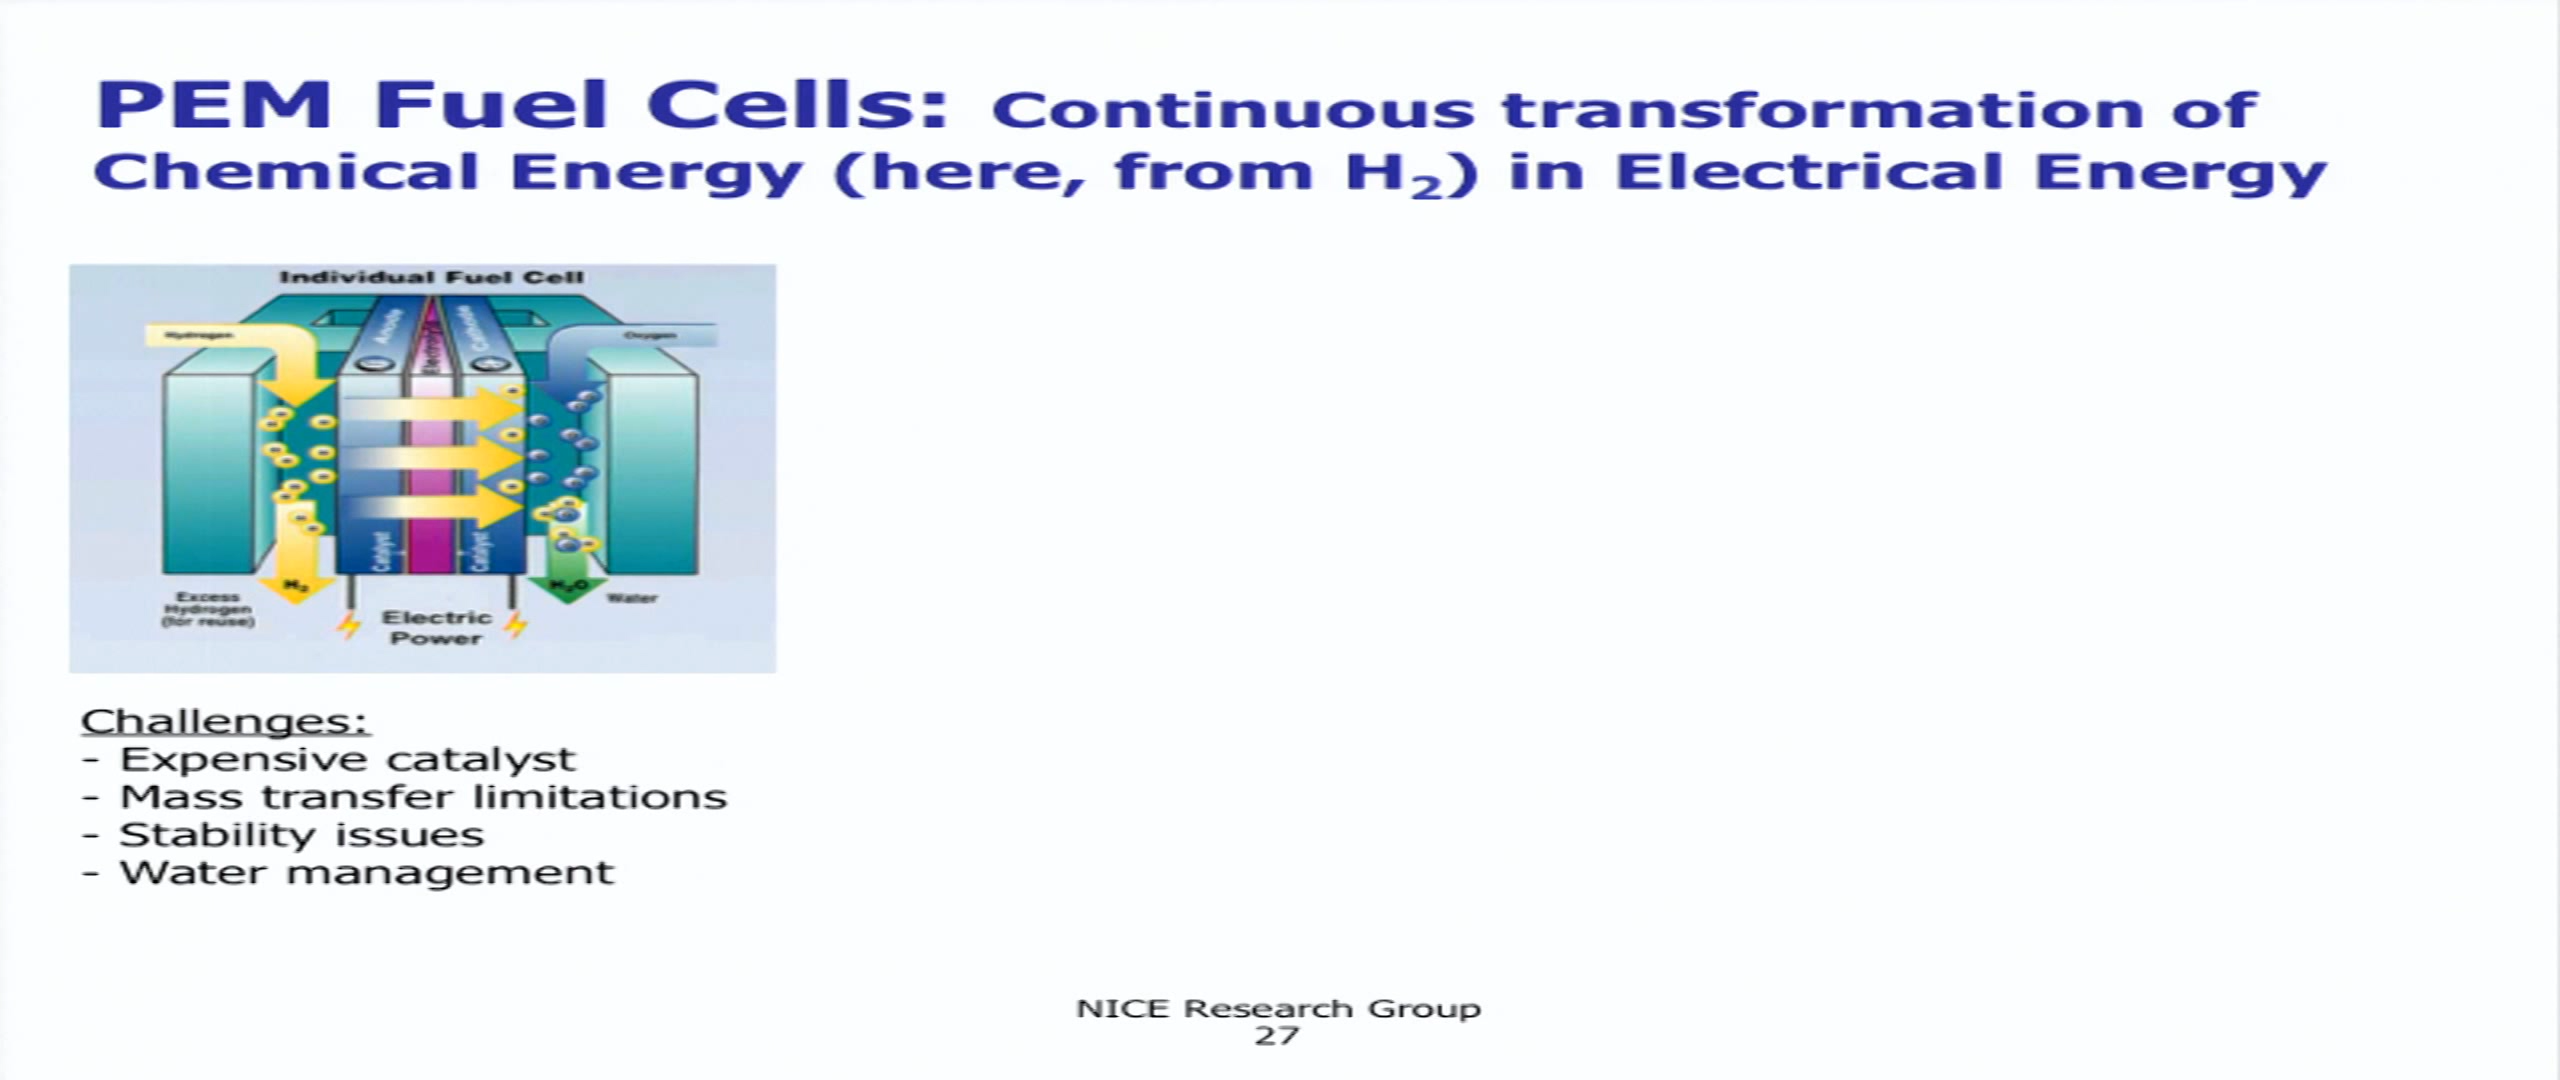 PEM Fuel Cells: Continuous transformation of
Chemical Energy (here, from H₂) in Electrical Energy
Individual Fuel Cell
Hydrogen
Anode
Electrolyte
Cathode
Oxygen
Catalyst
Catalyst
H₂
H₂O
Excess
Hydrogen
(for reuse)
Water
Electric
Power
Challenges:
- Expensive catalyst
- Mass transfer limitations
- Stability issues
- Water management
NICE Research Group
27